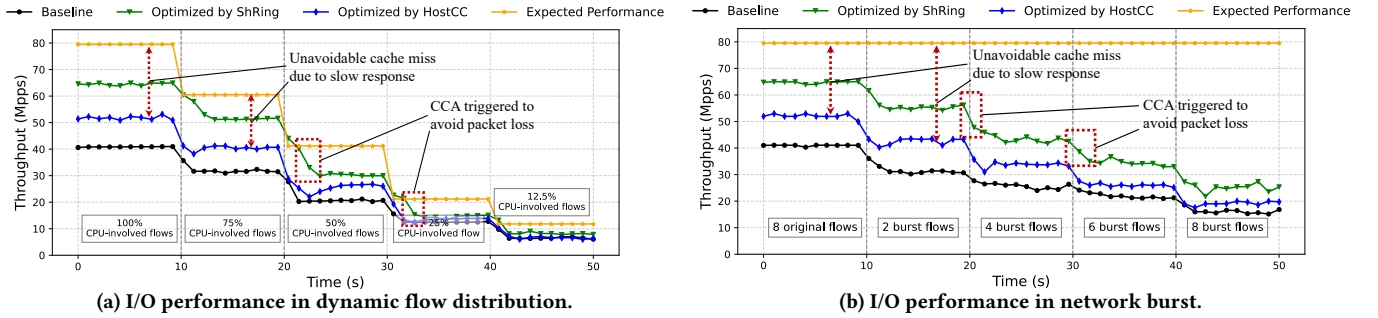 Baseline Optimized by ShRing Optimized by HostCC Expected Performance
Throughput (Mpps)
80
70
60
50
40
30
20
10
0
Unavoidable cache miss
due to slow response
CCA triggered to
avoid packet loss
100%
CPU-involved flows
75%
CPU-involved flows
50%
CPU-involved flows
25%
CPU-involved flow
12.5%
CPU-involved flows
0 10 20 30 40 50
Time (s)
(a) I/O performance in dynamic flow distribution.
Baseline Optimized by ShRing Optimized by HostCC Expected Performance
Throughput (Mpps)
80
70
60
50
40
30
20
10
0
Unavoidable cache miss
due to slow response
CCA triggered to
avoid packet loss
8 original flows
2 burst flows
4 burst flows
6 burst flows
8 burst flows
0 10 20 30 40 50
Time (s)
(b) I/O performance in network burst.